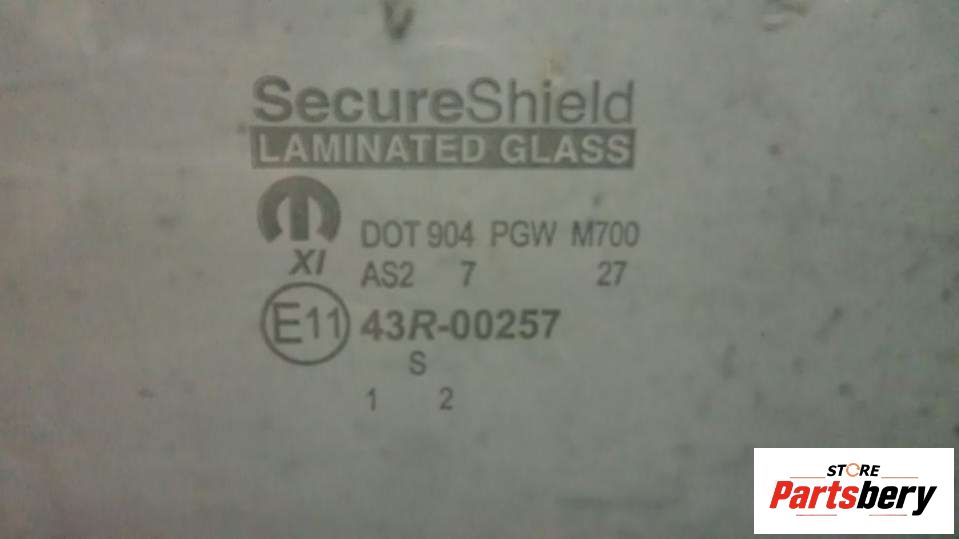 SecureShield
LAMINATED GLASS
XI
DOT 904 PGW M700
AS2 7 27
E11 43R-00257
S
1 2
STORE
Partsbery